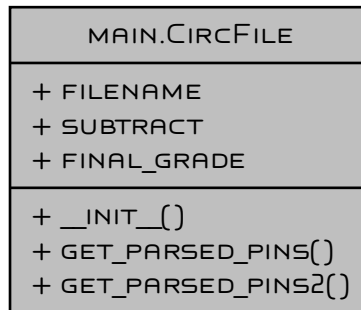 main.CircFile
+ filename
+ subtract
+ final_grade
+ __init__()
+ get_parsed_pins()
+ get_parsed_pins2()